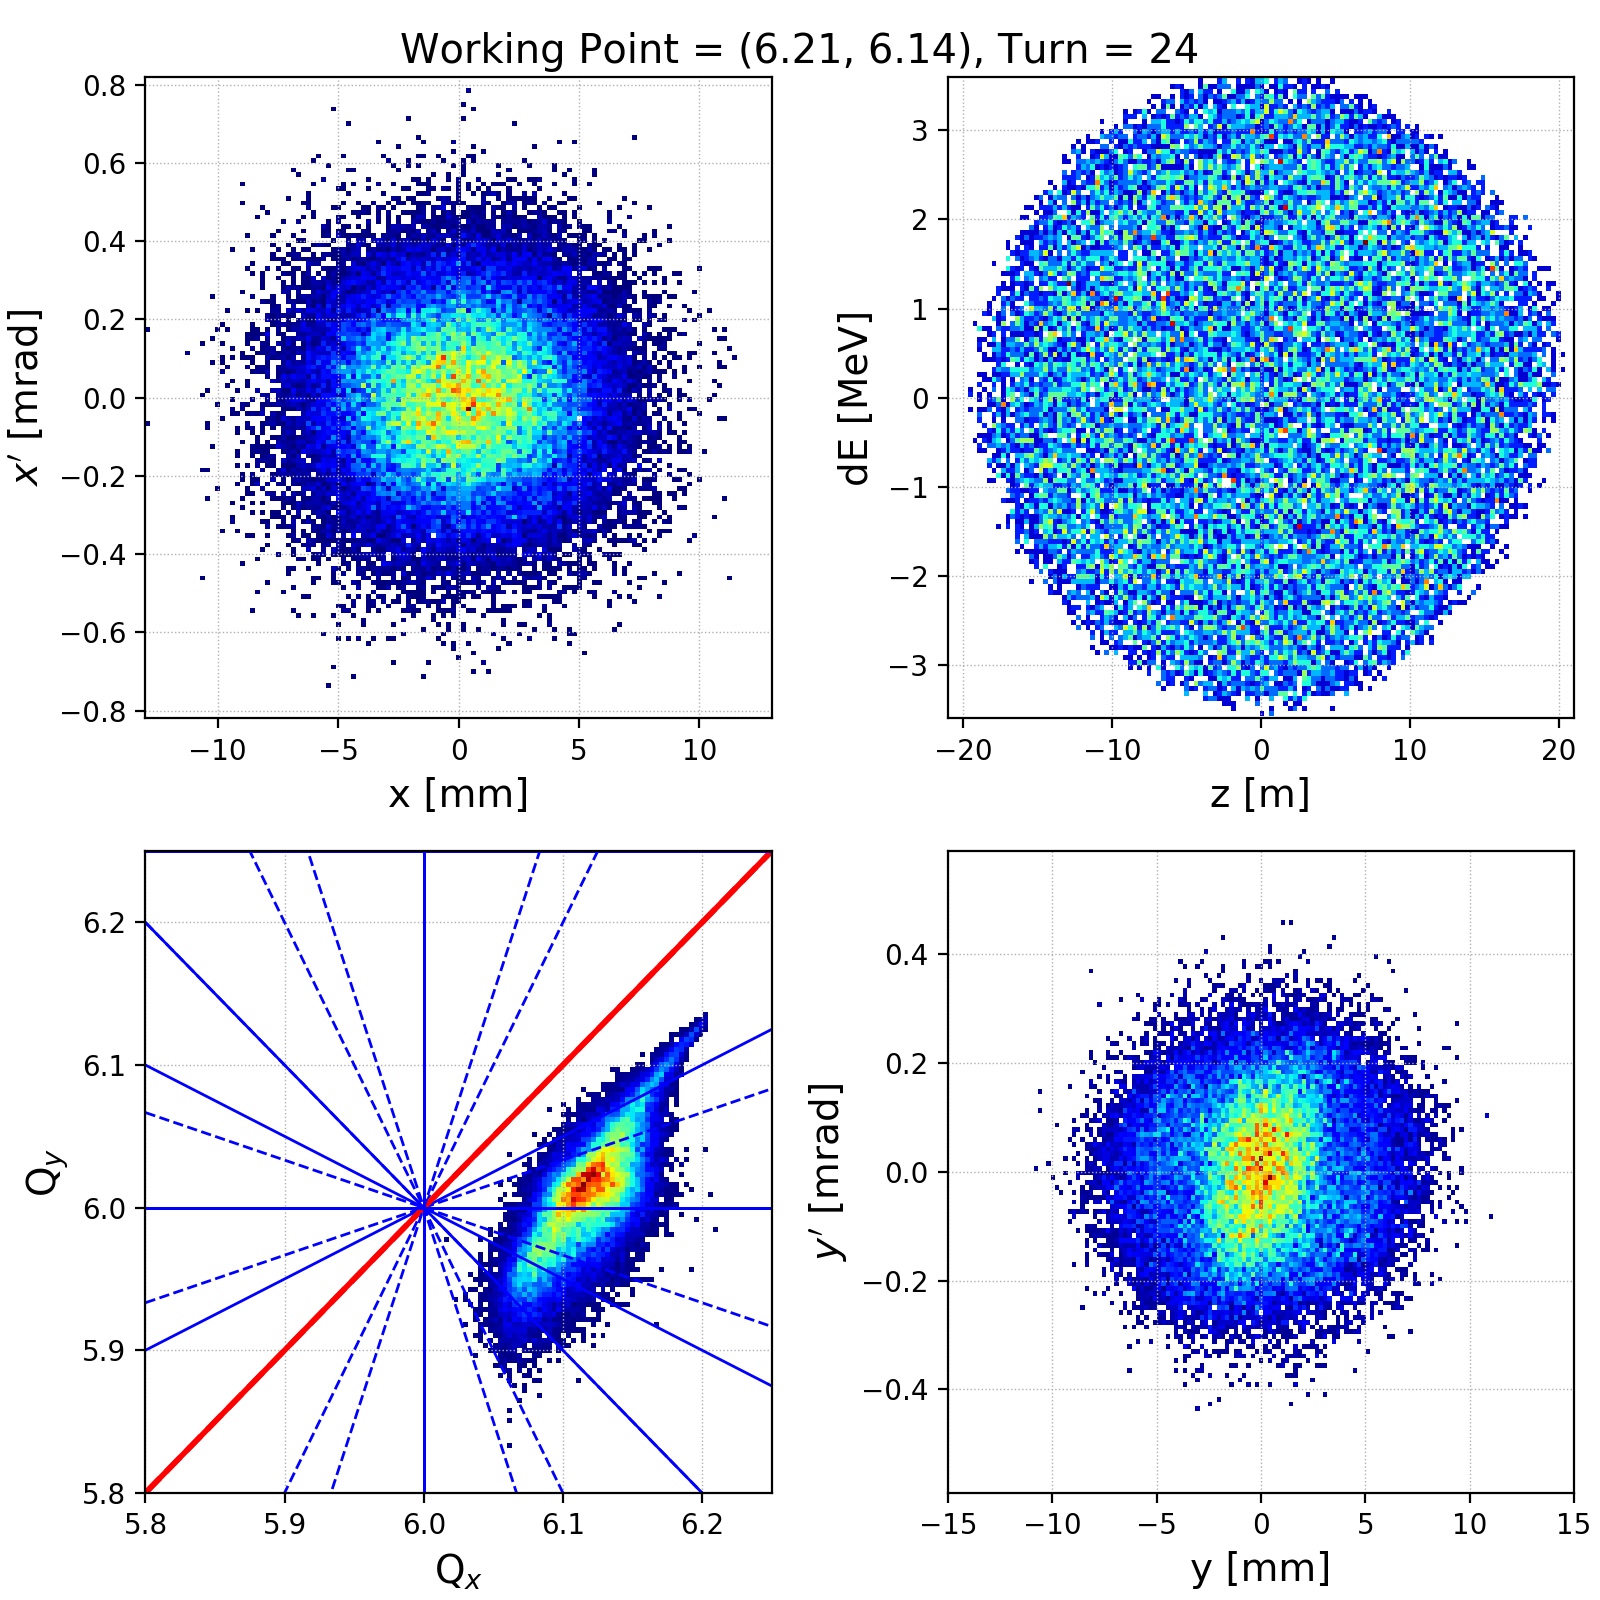 Working Point = (6.21, 6.14), Turn = 24
0.8
0.6
0.4
0.2
0.0
−0.2
−0.4
−0.6
−0.8
x′ [mrad]
−10 −5 0 5 10
x [mm]
3
2
1
0
−1
−2
−3
dE [MeV]
−20 −10 0 10 20
z [m]
6.2
6.1
6.0
5.9
5.8
Qy
5.8 5.9 6.0 6.1 6.2
Qx
0.4
0.2
0.0
−0.2
−0.4
y′ [mrad]
−15 −10 −5 0 5 10 15
y [mm]